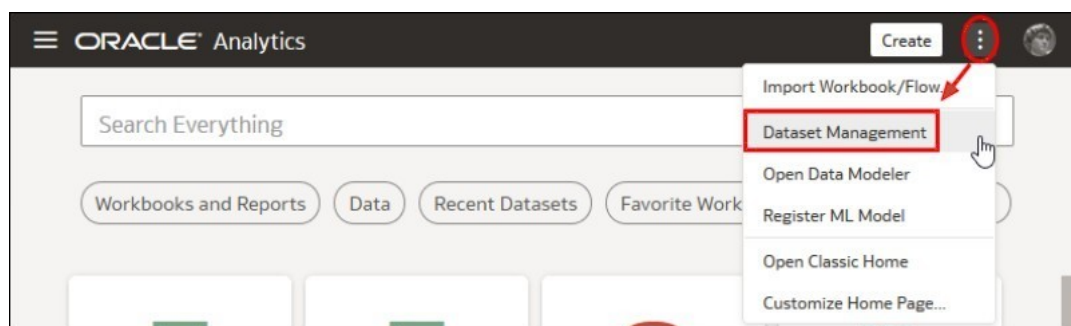 ORACLE Analytics
Create
Import Workbook/Flow...
Search Everything
Dataset Management
Open Data Modeler
Workbooks and Reports
Data
Recent Datasets
Favorite Work
Register ML Model
Open Classic Home
Customize Home Page...